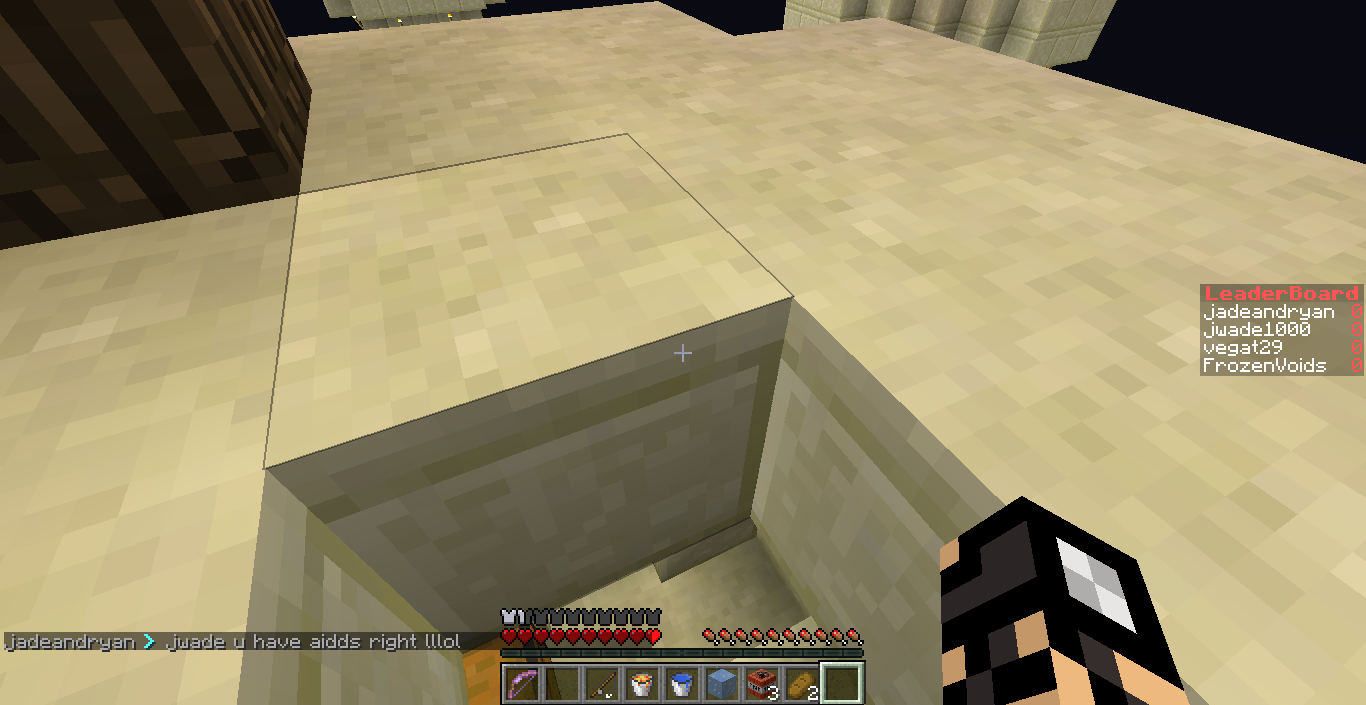 LeaderBoard
jadeandryan 0
jwade1000 0
vegat29 0
FrozenVoids 0
jadeandryan > jwade u have aidds right lllol
3 2